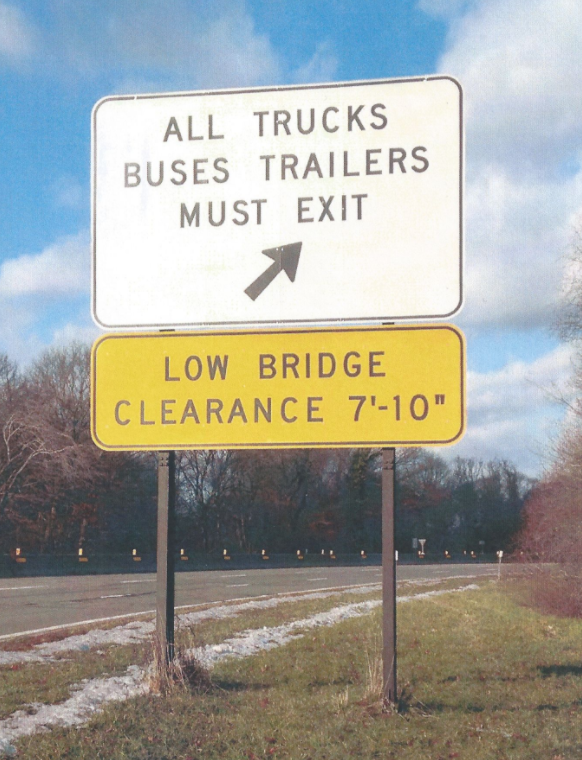 ALL TRUCKS
BUSES TRAILERS
MUST EXIT
LOW BRIDGE
CLEARANCE 7'-10"